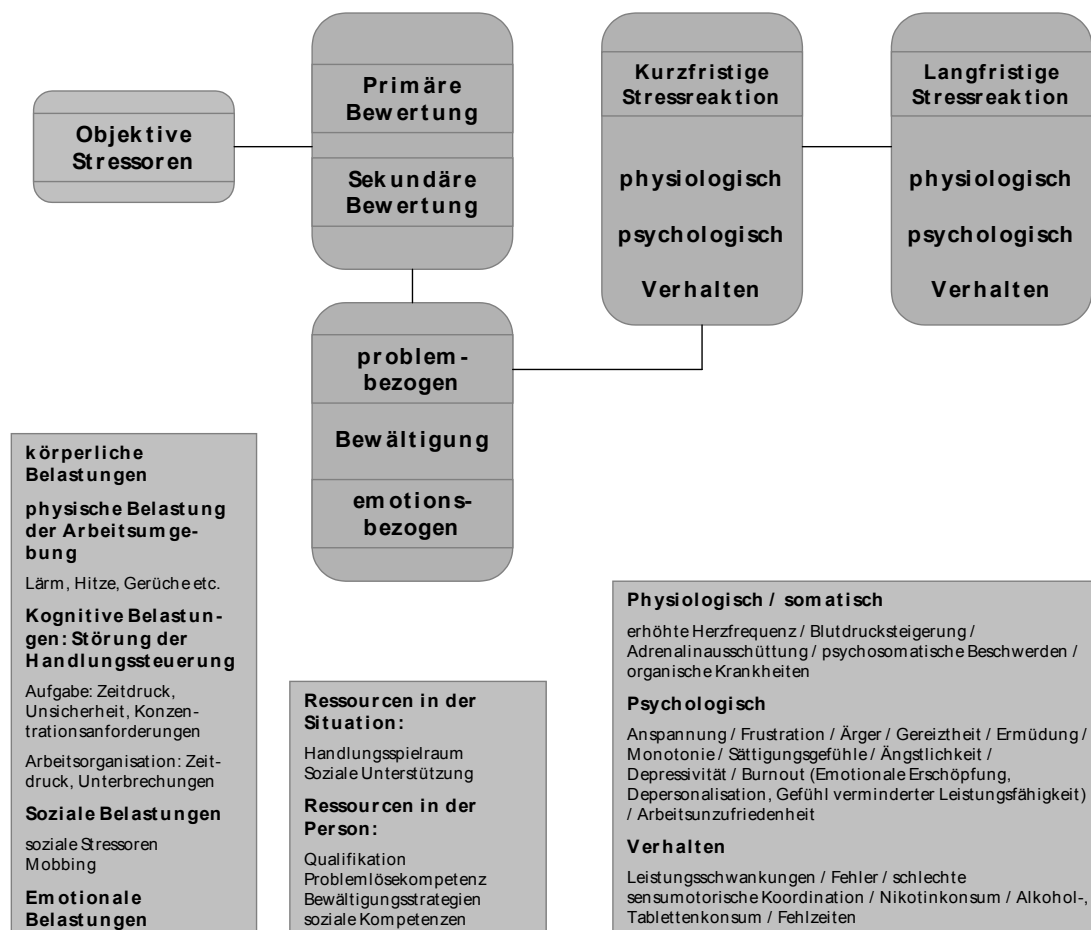 Objektive
Stressoren
Primäre
Bewertung
Sekundäre
Bewertung
problem-
bezogen
Bewältigung
emotions-
bezogen
Kurzfristige
Stressreaktion
physiologisch
psychologisch
Verhalten
Langfristige
Stressreaktion
physiologisch
psychologisch
Verhalten
körperliche
Belastungen
physische Belastung
der Arbeitsumge-
bung
Lärm, Hitze, Gerüche etc.
Kognitive Belastun-
gen: Störung der
Handlungssteuerung
Aufgabe: Zeitdruck,
Unsicherheit, Konzen-
trationsanforderungen
Arbeitsorganisation: Zeit-
druck, Unterbrechungen
Soziale Belastungen
soziale Stressoren
Mobbing
Emotionale
Belastungen
Ressourcen in der
Situation:
Handlungsspielraum
Soziale Unterstützung
Ressourcen in der
Person:
Qualifikation
Problemlösekompetenz
Bewältigungsstrategien
soziale Kompetenzen
Physiologisch / somatisch
erhöhte Herzfrequenz / Blutdrucksteigerung /
Adrenalinausschüttung / psychosomatische Beschwerden /
organische Krankheiten
Psychologisch
Anspannung / Frustration / Ärger / Gereiztheit / Ermüdung /
Monotonie / Sättigungsgefühle / Ängstlichkeit /
Depressivität / Burnout (Emotionale Erschöpfung,
Depersonalisation, Gefühl verminderter Leistungsfähigkeit)
/ Arbeitsunzufriedenheit
Verhalten
Leistungsschwankungen / Fehler / schlechte
sensumotorische Koordination / Nikotinkonsum / Alkohol-,
Tablettenkonsum / Fehlzeiten